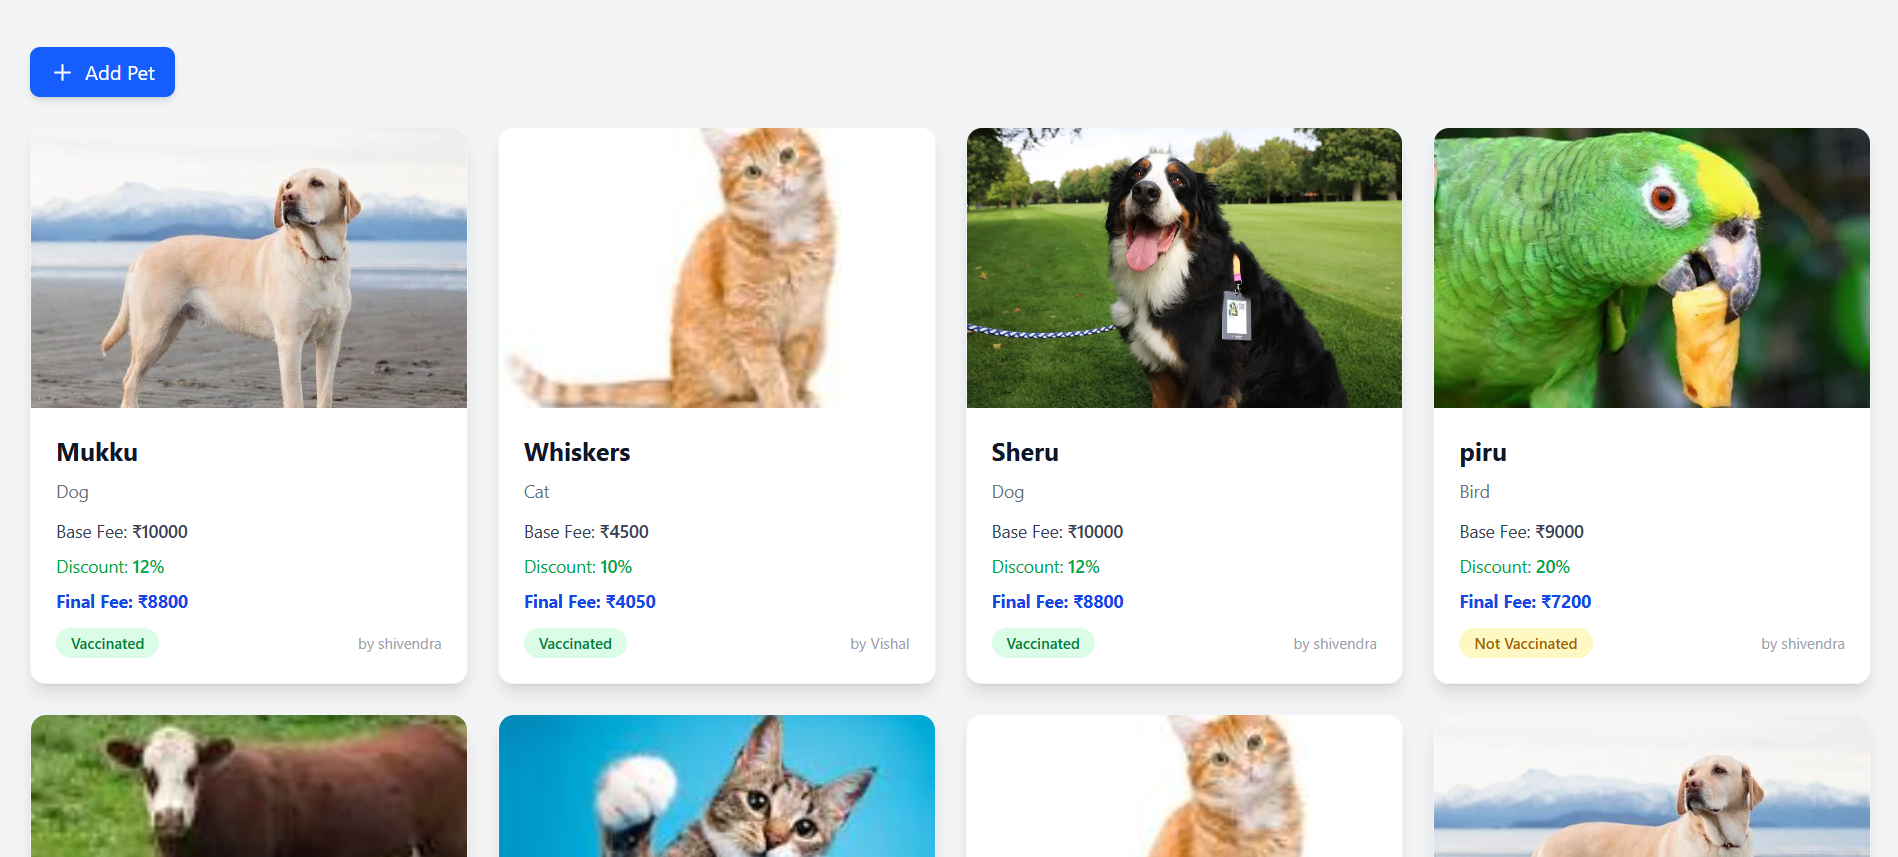 Add Pet
Mukku
Dog
Base Fee: ₹10000
Discount: 12%
Final Fee: ₹8800
Vaccinated
by shivendra
Whiskers
Cat
Base Fee: ₹4500
Discount: 10%
Final Fee: ₹4050
Vaccinated
by Vishal
Sheru
Dog
Base Fee: ₹10000
Discount: 12%
Final Fee: ₹8800
Vaccinated
by shivendra
piru
Bird
Base Fee: ₹9000
Discount: 20%
Final Fee: ₹7200
Not Vaccinated
by shivendra